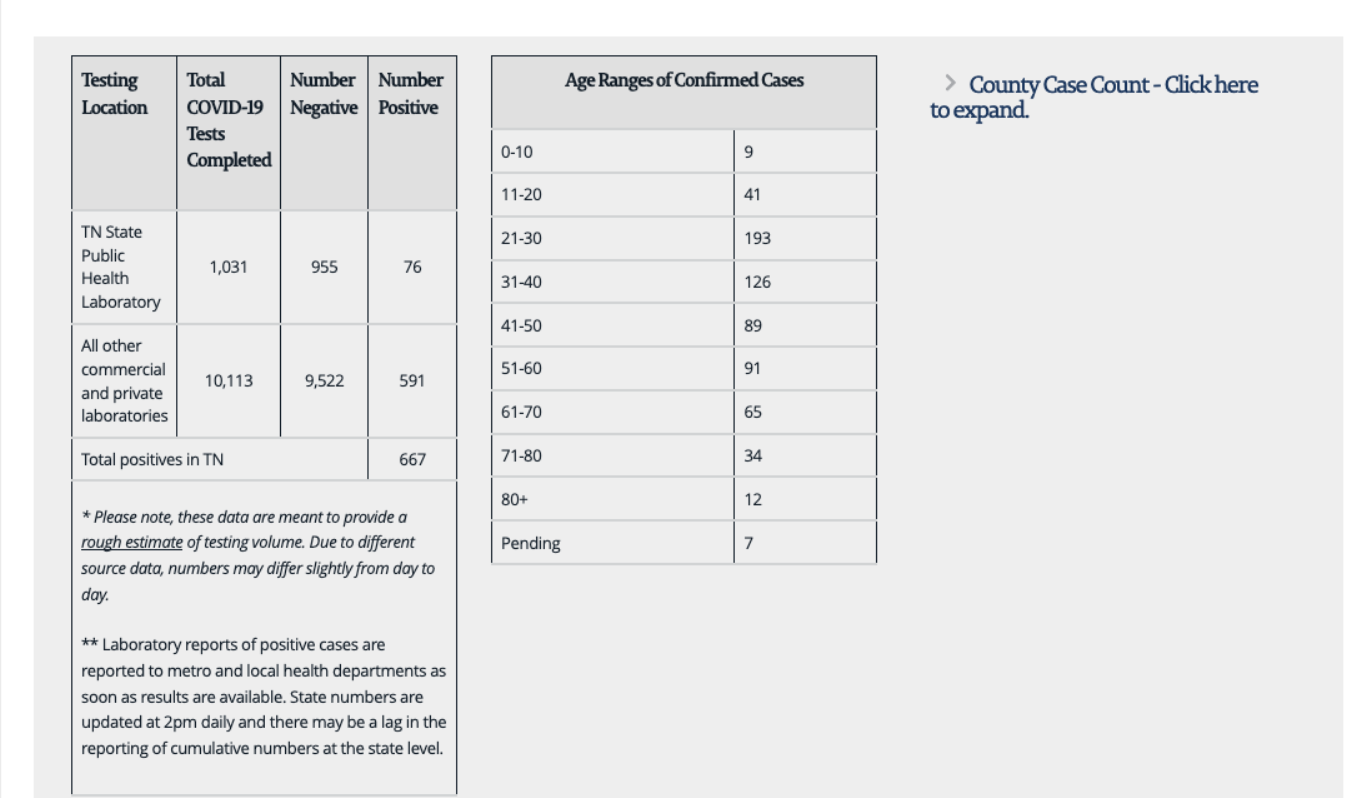 Testing
Location
Total
COVID-19
Tests
Completed
Number
Negative
Number
Positive
TN State
Public
Health
Laboratory
1,031
955
76
All other
commercial
and private
laboratories
10,113
9,522
591
Total positives in TN
667
* Please note, these data are meant to provide a
rough estimate of testing volume. Due to different
source data, numbers may differ slightly from day to
day.
** Laboratory reports of positive cases are
reported to metro and local health departments as
soon as results are available. State numbers are
updated at 2pm daily and there may be a lag in the
reporting of cumulative numbers at the state level.
Age Ranges of Confirmed Cases
0-10 9
11-20 41
21-30 193
31-40 126
41-50 89
51-60 91
61-70 65
71-80 34
80+ 12
Pending 7
County Case Count - Click here
to expand.